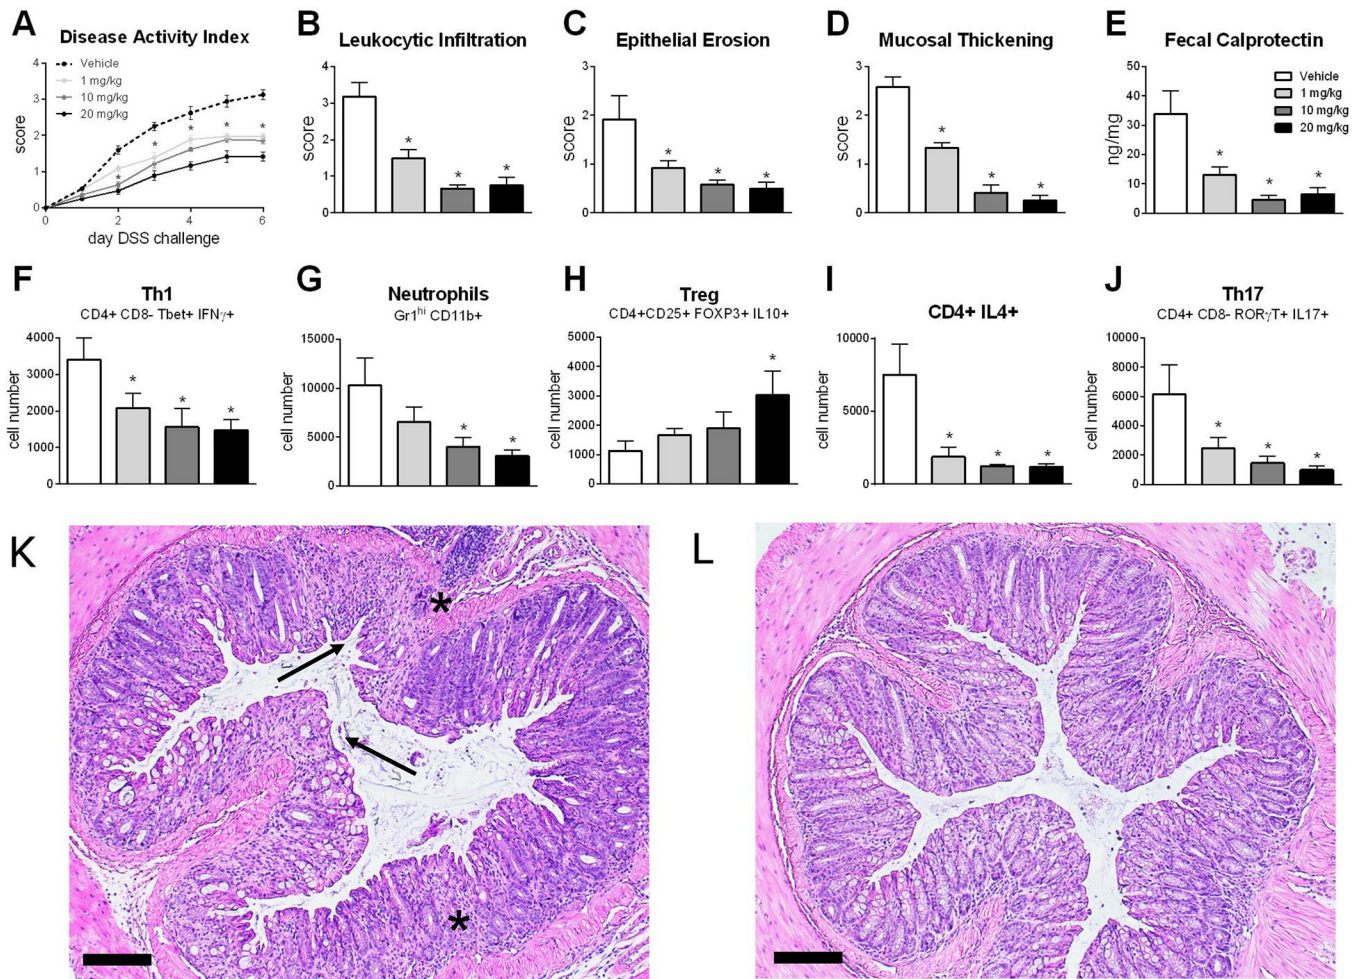 A
Disease Activity Index
Vehicle
1 mg/kg
10 mg/kg
20 mg/kg
score
4
3
2
1
0
* * * * *
0 2 4 6
day DSS challenge
B
Leukocytic Infiltration
score
4
3
2
1
0
* * *
C
Epithelial Erosion
score
3
2
1
0
* * *
D
Mucosal Thickening
score
3
2
1
0
* * *
E
Fecal Calprotectin
ng/mg
50
40
30
20
10
0
* * *
Vehicle
1 mg/kg
10 mg/kg
20 mg/kg
F
Th1
CD4+ CD8- Tbet+ IFNγ+
cell number
4000
3000
2000
1000
0
* * *
G
Neutrophils
Gr1hi CD11b+
cell number
15000
10000
5000
0
* *
H
Treg
CD4+CD25+ FOXP3+ IL10+
cell number
5000
4000
3000
2000
1000
0
*
I
CD4+ IL4+
cell number
10000
5000
0
* * *
J
Th17
CD4+ CD8- RORγT+ IL17+
cell number
10000
8000
6000
4000
2000
0
* * *
K
*
*
L